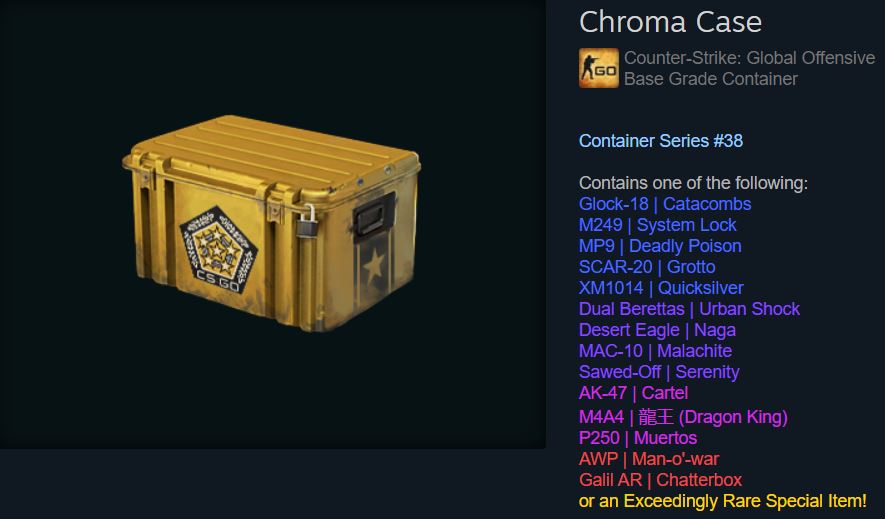 Chroma Case
GO
Counter-Strike: Global Offensive
Base Grade Container
Container Series #38
Contains one of the following:
Glock-18 | Catacombs
M249 | System Lock
MP9 | Deadly Poison
SCAR-20 | Grotto
XM1014 | Quicksilver
Dual Berettas | Urban Shock
Desert Eagle | Naga
MAC-10 | Malachite
Sawed-Off | Serenity
AK-47 | Cartel
M4A4 | 龍王 (Dragon King)
P250 | Muertos
AWP | Man-o'-war
Galil AR | Chatterbox
or an Exceedingly Rare Special Item!
CS GO